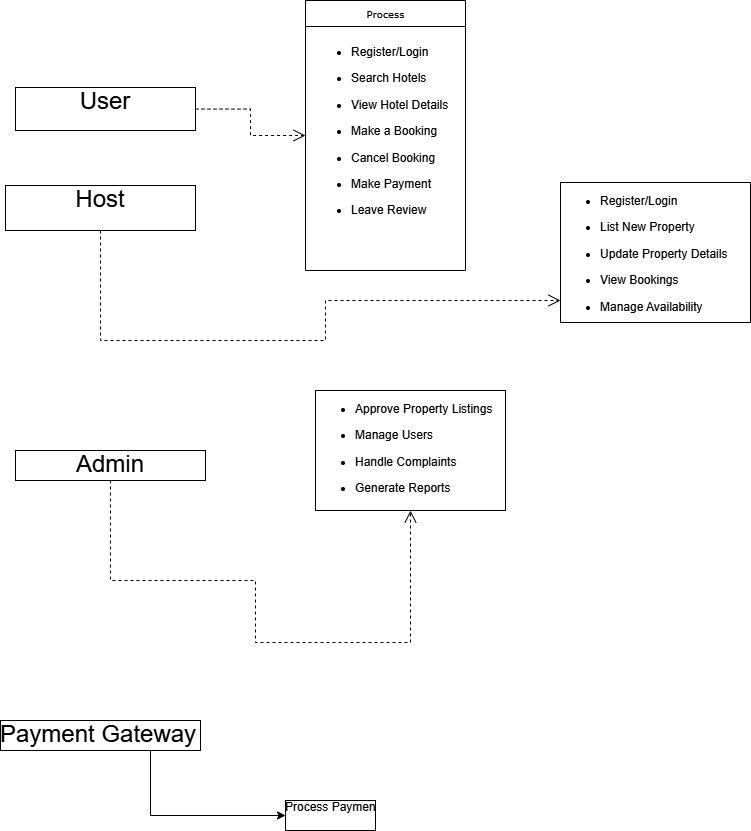 Process
User
Register/Login
Search Hotels
View Hotel Details
Make a Booking
Cancel Booking
Make Payment
Leave Review
Host
Register/Login
List New Property
Update Property Details
View Bookings
Manage Availability
Admin
Approve Property Listings
Manage Users
Handle Complaints
Generate Reports
Payment Gateway
Process Paymen